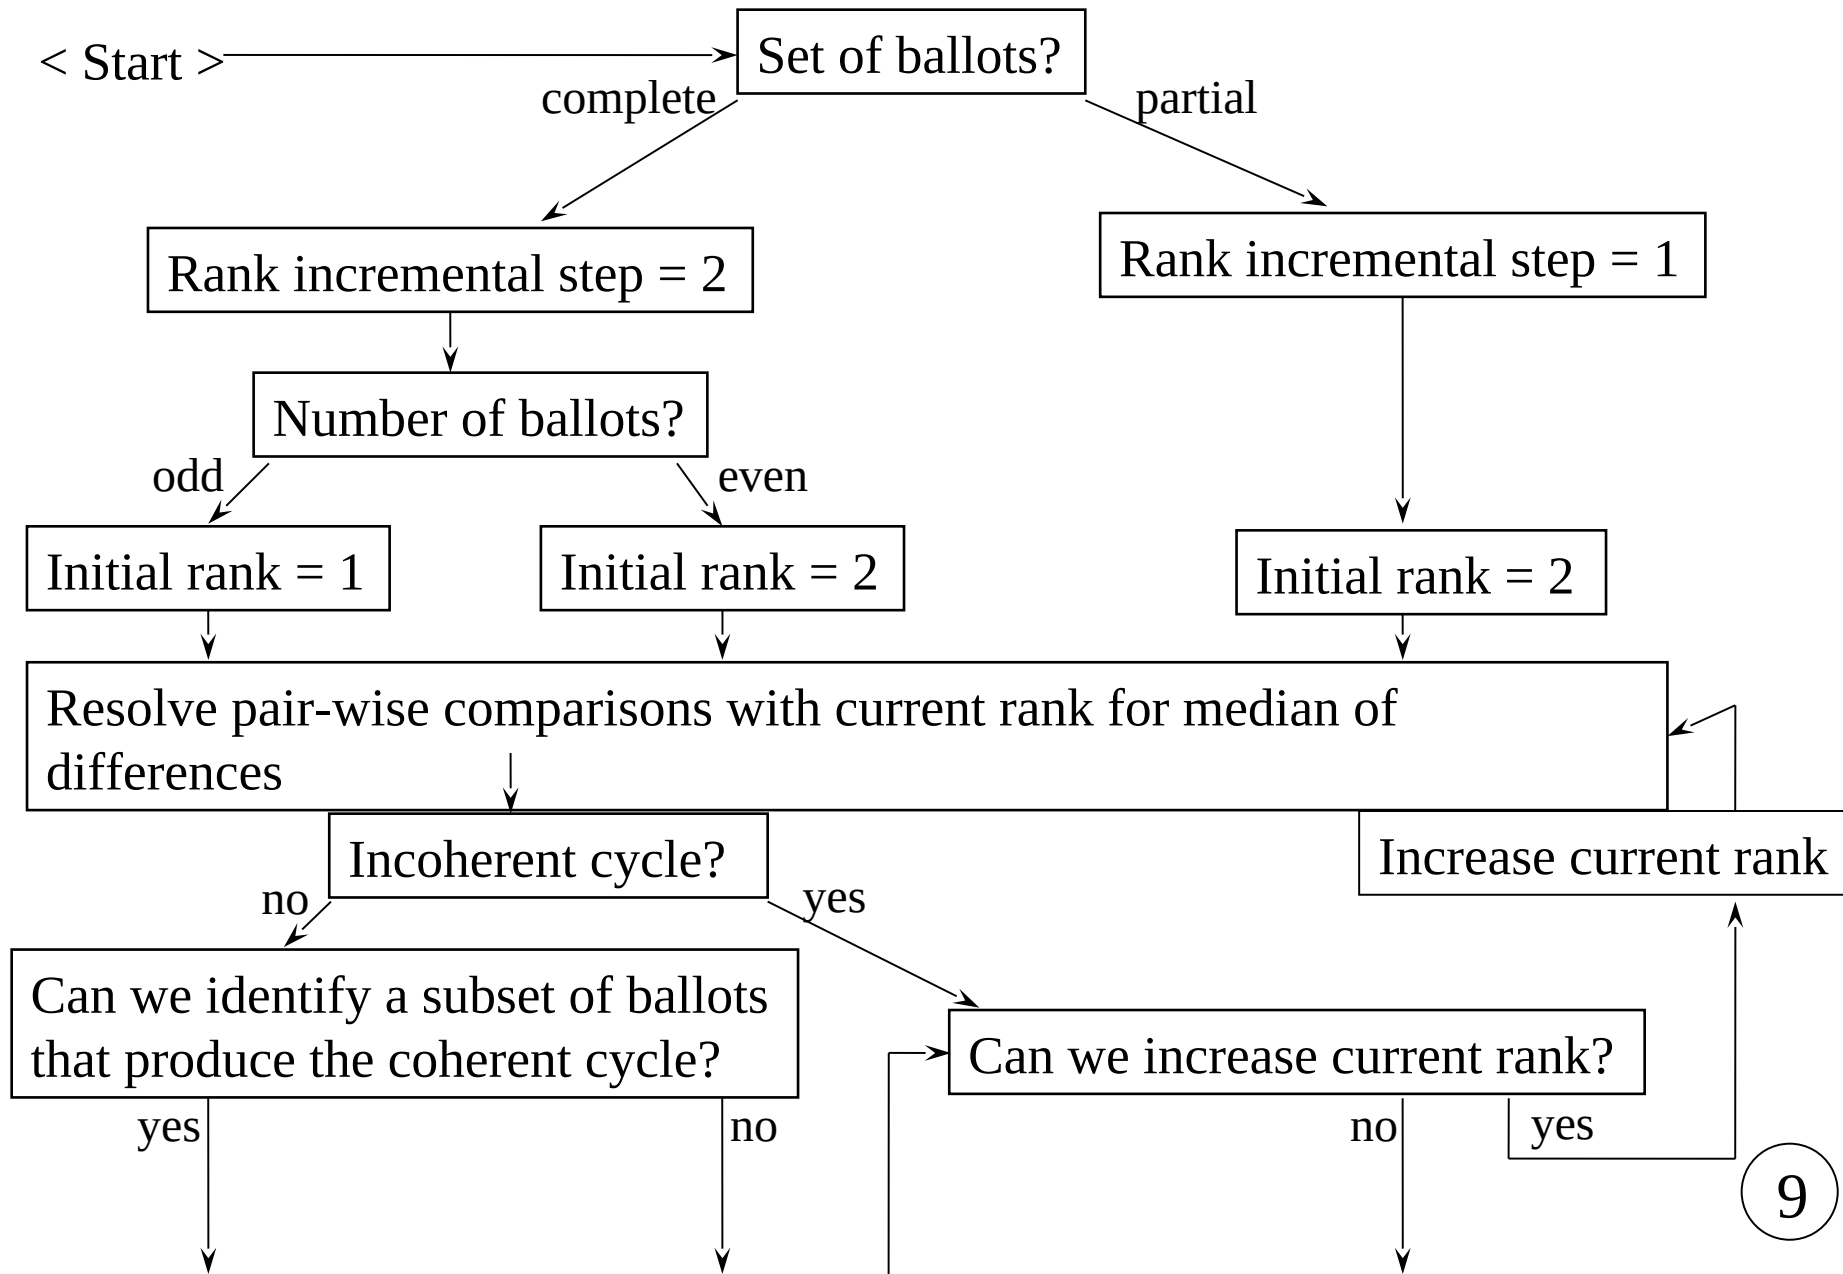 < Start >
Set of ballots?
complete
partial
Rank incremental step = 2
Rank incremental step = 1
Number of ballots?
odd
even
Initial rank = 1
Initial rank = 2
Initial rank = 2
Resolve pair-wise comparisons with current rank for median of
differences
Incoherent cycle?
Increase current rank
no
yes
Can we identify a subset of ballots
that produce the coherent cycle?
Can we increase current rank?
yes
no
no
yes
9